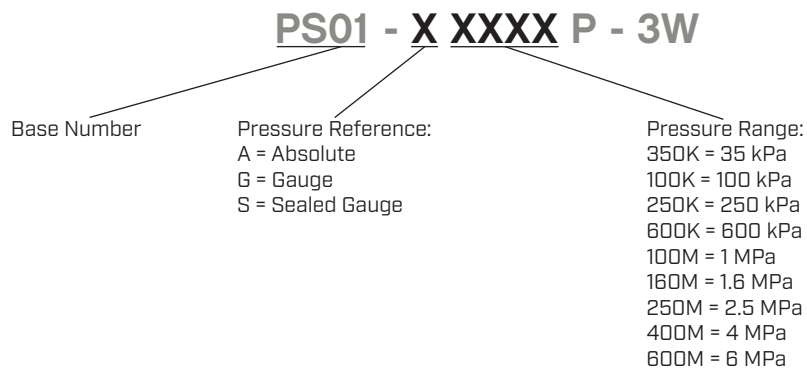 PS01 - X XXXX P - 3W
Base Number
Pressure Reference:
A = Absolute
G = Gauge
S = Sealed Gauge
Pressure Range:
350K = 35 kPa
100K = 100 kPa
250K = 250 kPa
600K = 600 kPa
100M = 1 MPa
160M = 1.6 MPa
250M = 2.5 MPa
400M = 4 MPa
600M = 6 MPa